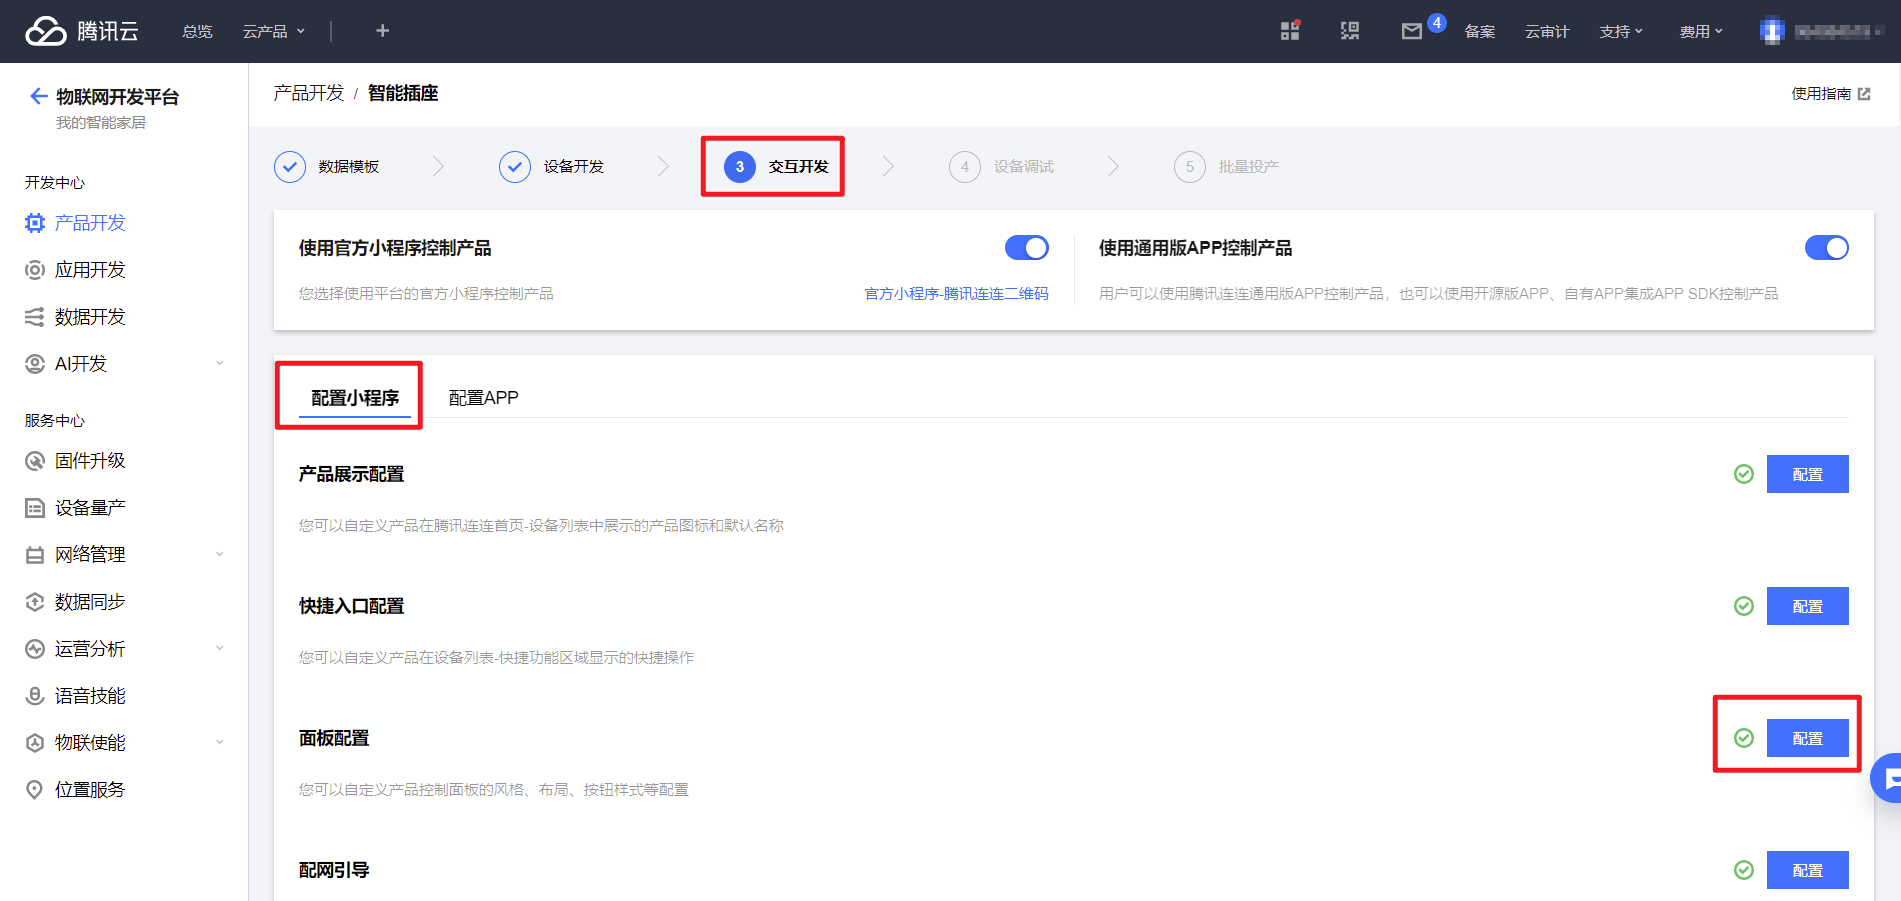 腾讯云 总览 云产品 4 备案 云审计 支持 费用
物联网开发平台
我的智能家居
开发中心
产品开发
应用开发
数据开发
AI开发
服务中心
固件升级
设备量产
网络管理
数据同步
运营分析
语音技能
物联使能
位置服务
产品开发 / 智能插座
使用指南
数据模板 设备开发 3 交互开发 4 设备调试 5 批量投产
使用官方小程序控制产品
您选择使用平台的官方小程序控制产品 官方小程序-腾讯连连二维码
使用通用版APP控制产品
用户可以使用腾讯连连通用版APP控制产品，也可以使用开源版APP、自有APP集成APP SDK控制产品
配置小程序 配置APP
产品展示配置 配置
您可以自定义产品在腾讯连连首页-设备列表中展示的产品图标和默认名称
快捷入口配置 配置
您可以自定义产品在设备列表-快捷功能区域显示的快捷操作
面板配置 配置
您可以自定义产品控制面板的风格、布局、按钮样式等配置
配网引导 配置